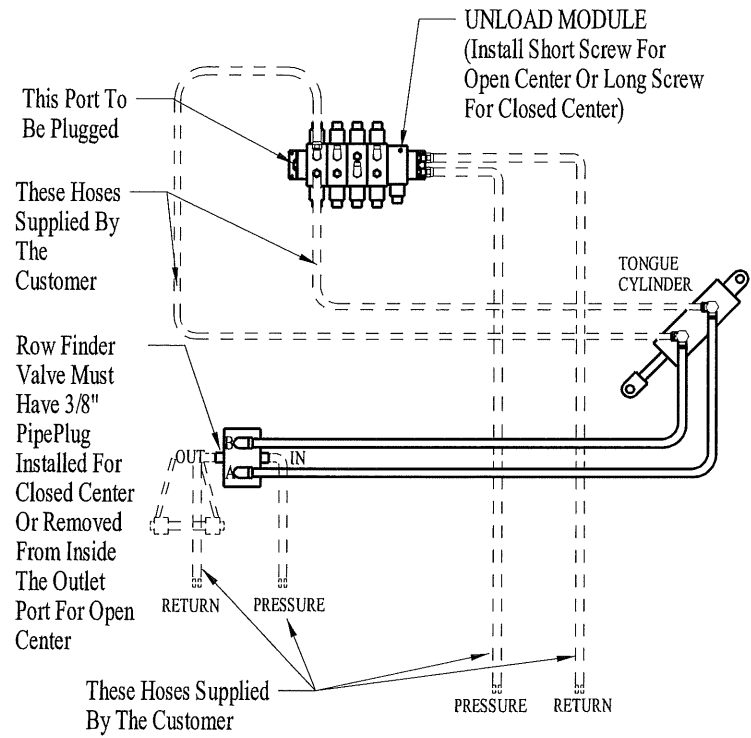 UNLOAD MODULE
(Install Short Screw For
Open Center Or Long Screw
For Closed Center)
This Port To
Be Plugged
These Hoses
Supplied By
The
Customer
TONGUE
CYLINDER
Row Finder
Valve Must
Have 3/8"
PipePlug
Installed For
Closed Center
Or Removed
From Inside
The Outlet
Port For Open
Center
B
OUT
IN
A
RETURN
PRESSURE
These Hoses Supplied
By The Customer
PRESSURE
RETURN